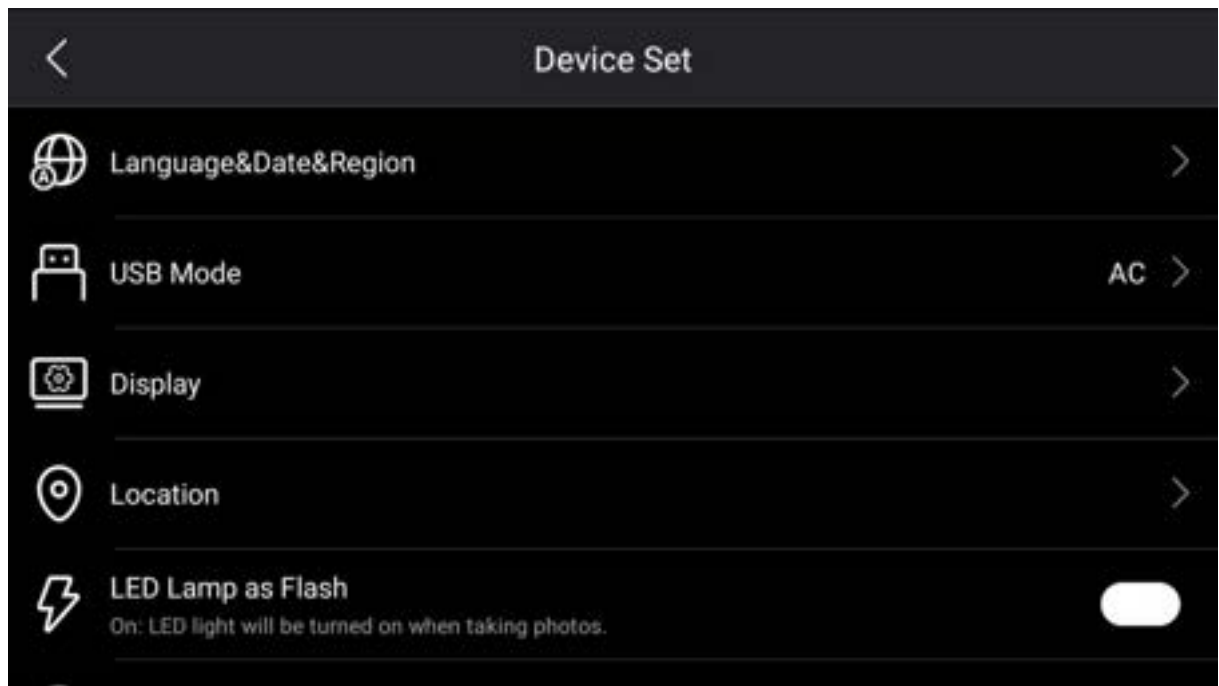 Device Set
Language&Date&Region
USB Mode
AC
Display
Location
LED Lamp as Flash
On: LED light will be turned on when taking photos.